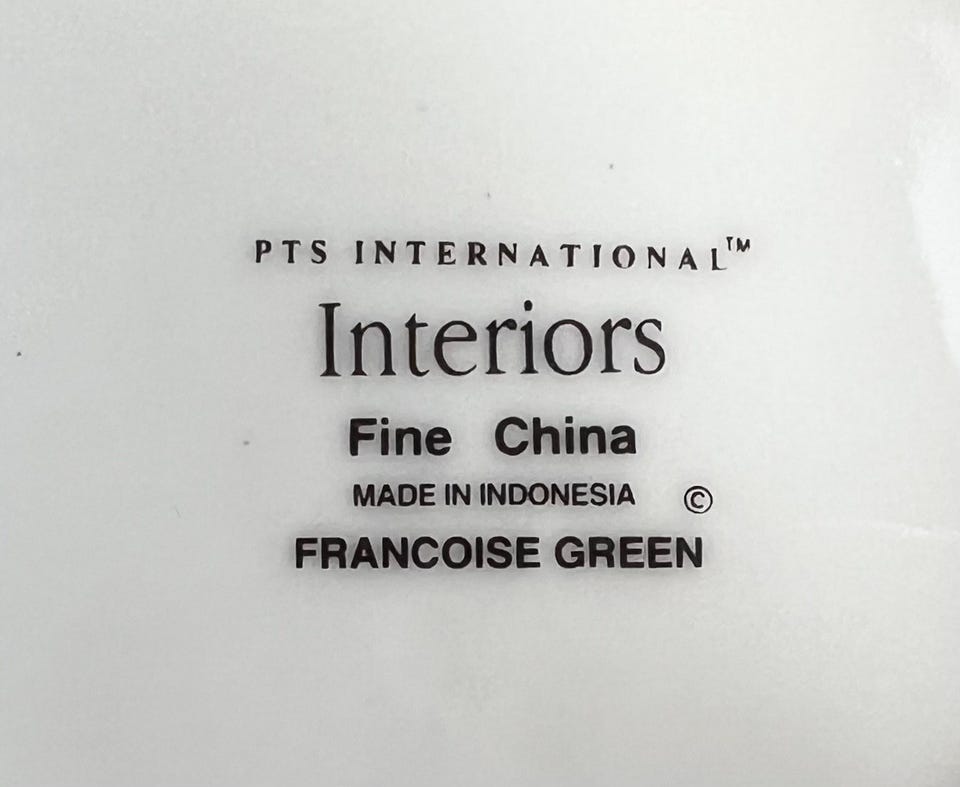 PTS INTERNATIONAL™
Interiors
Fine China
MADE IN INDONESIA ©
FRANCOISE GREEN